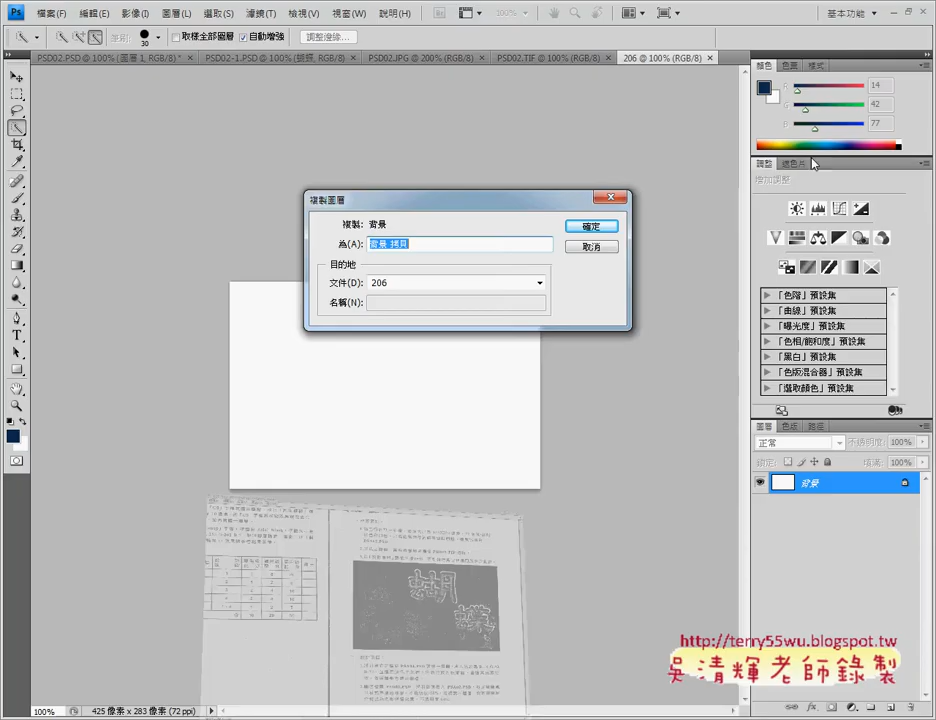 檔案(F) 編輯(E) 影像(I) 圖層(L) 選取(S) 濾鏡(T) 檢視(V) 視窗(W) 說明(H) 100% 基本功能
30 取樣全部圖層 自動增強 調整邊緣...
PSD02.PSD @ 100% (圖層 1, RGB/8) * PSD02-1.PSD @ 100% (蝴蝶, RGB/8) PSD02.JPG @ 200% (RGB/8) PSD02.TIF @ 100% (RGB/8) 206 @ 100% (RGB/8)
顏色 色票 樣式
R 14
G 42
B 77
調整 遮色片
增加調整
複製圖層
複製: 背景
為(A): 背景 拷貝
目的地
文件(D): 206
名稱(N):
確定
取消
「色階」預設集
「曲線」預設集
「曝光度」預設集
「色相/飽和度」預設集
「黑白」預設集
「色版混合器」預設集
「選取顏色」預設集
圖層 色版 路徑
正常 不透明度: 100%
鎖定: 填滿: 100%
背景
蝴
蝶
http://terry55wu.blogspot.tw
吳清輝老師錄製
100% 425 像素 x 283 像素 (72 ppi)